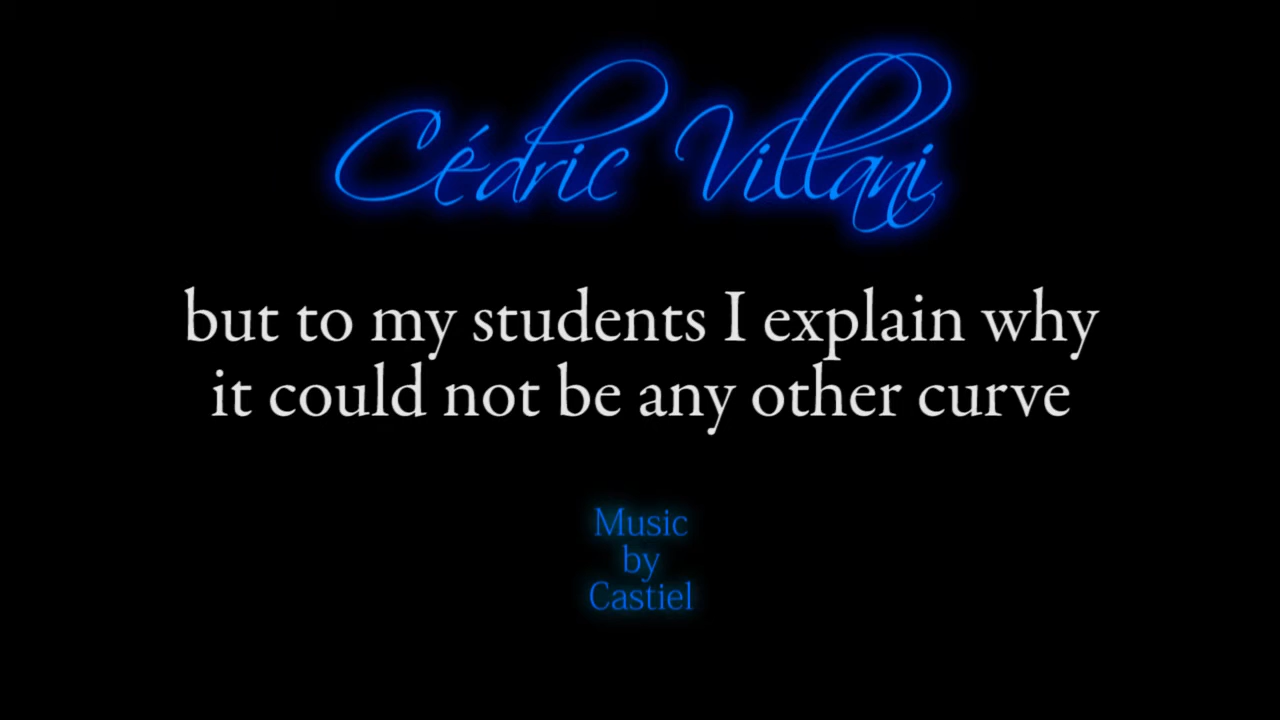 Cédric Villani
but to my students I explain why
it could not be any other curve
Music
by
Castiel